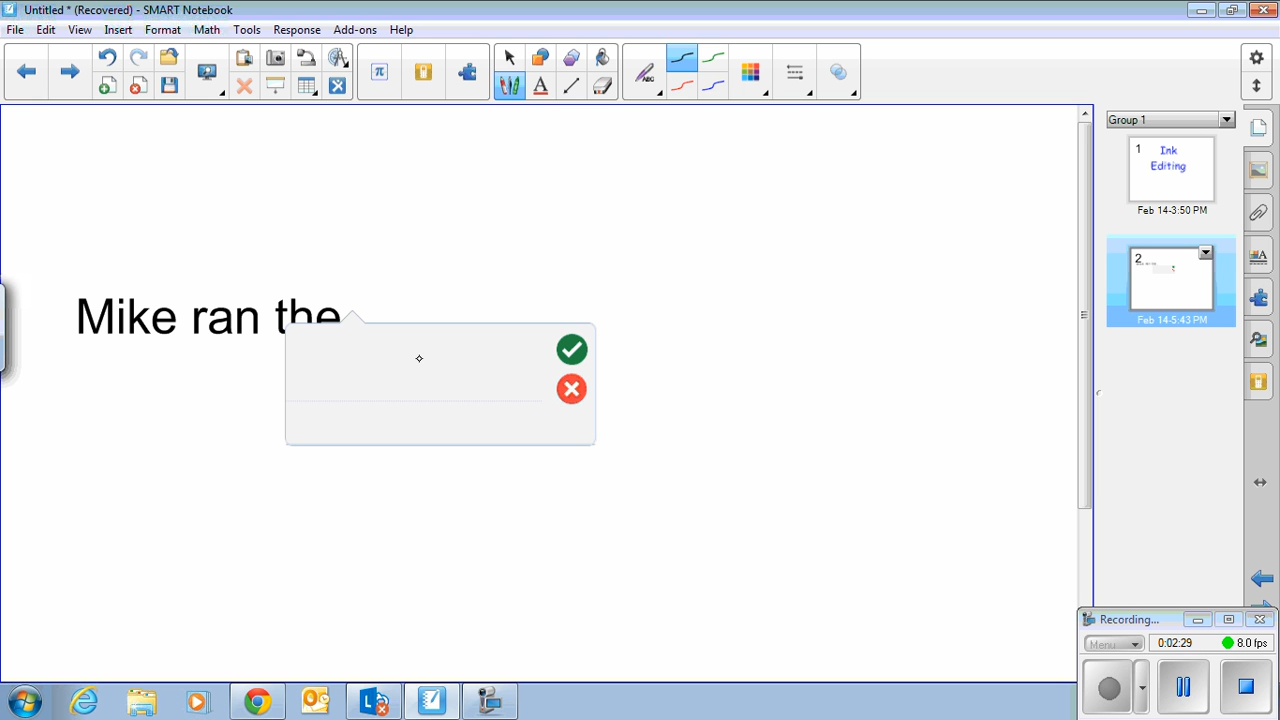 Untitled * (Recovered) - SMART Notebook
File Edit View Insert Format Math Tools Response Add-ons Help
π
ABC
A
Group 1
1 Ink
Editing
Feb 14-3:50 PM
2
Feb 14-5:43 PM
Mike ran the
Recording...
Menu 0:02:29 8.0 fps